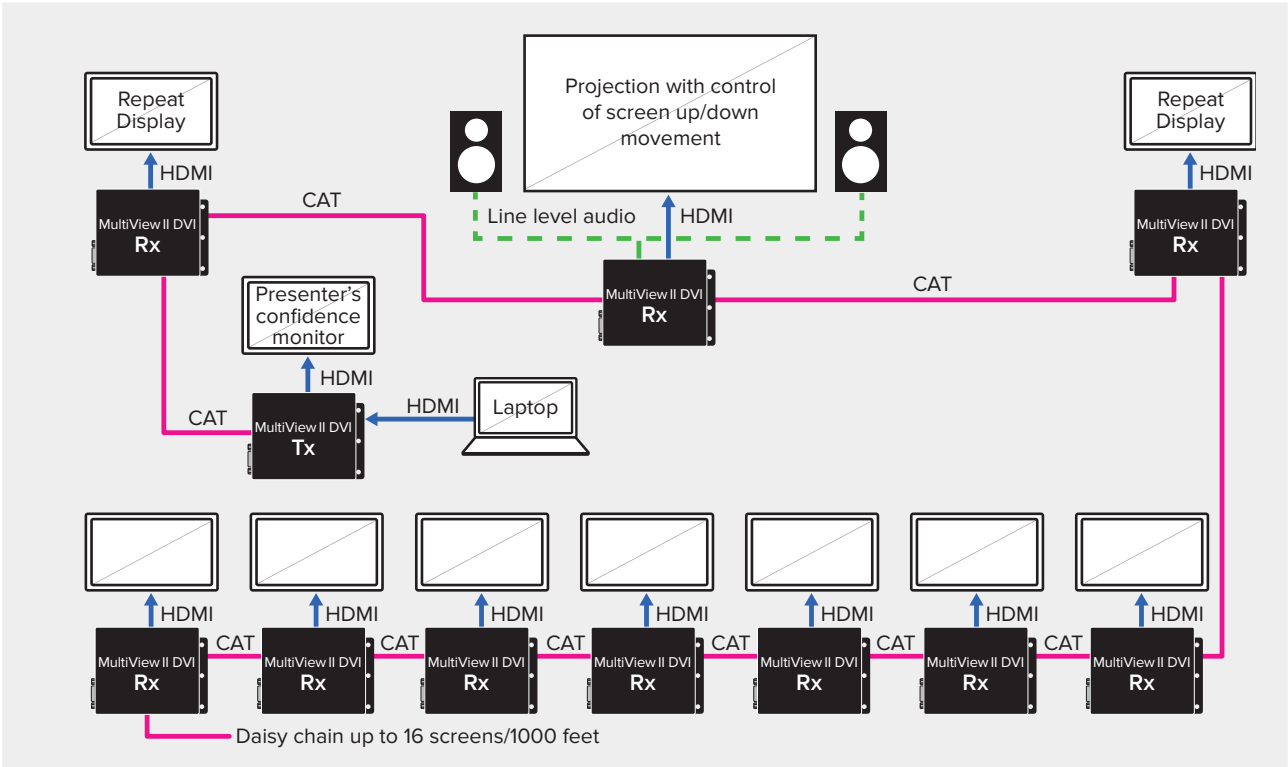 Repeat
Display
HDMI
MultiView II DVI
Rx
CAT
Projection with control
of screen up/down
movement
Line level audio
HDMI
MultiView II DVI
Rx
CAT
Repeat
Display
HDMI
MultiView II DVI
Rx
Presenter's
confidence
monitor
HDMI
CAT
MultiView II DVI
Tx
HDMI
Laptop
HDMI
HDMI
HDMI
HDMI
HDMI
HDMI
HDMI
MultiView II DVI
Rx
CAT
MultiView II DVI
Rx
CAT
MultiView II DVI
Rx
CAT
MultiView II DVI
Rx
CAT
MultiView II DVI
Rx
CAT
MultiView II DVI
Rx
CAT
MultiView II DVI
Rx
Daisy chain up to 16 screens/1000 feet